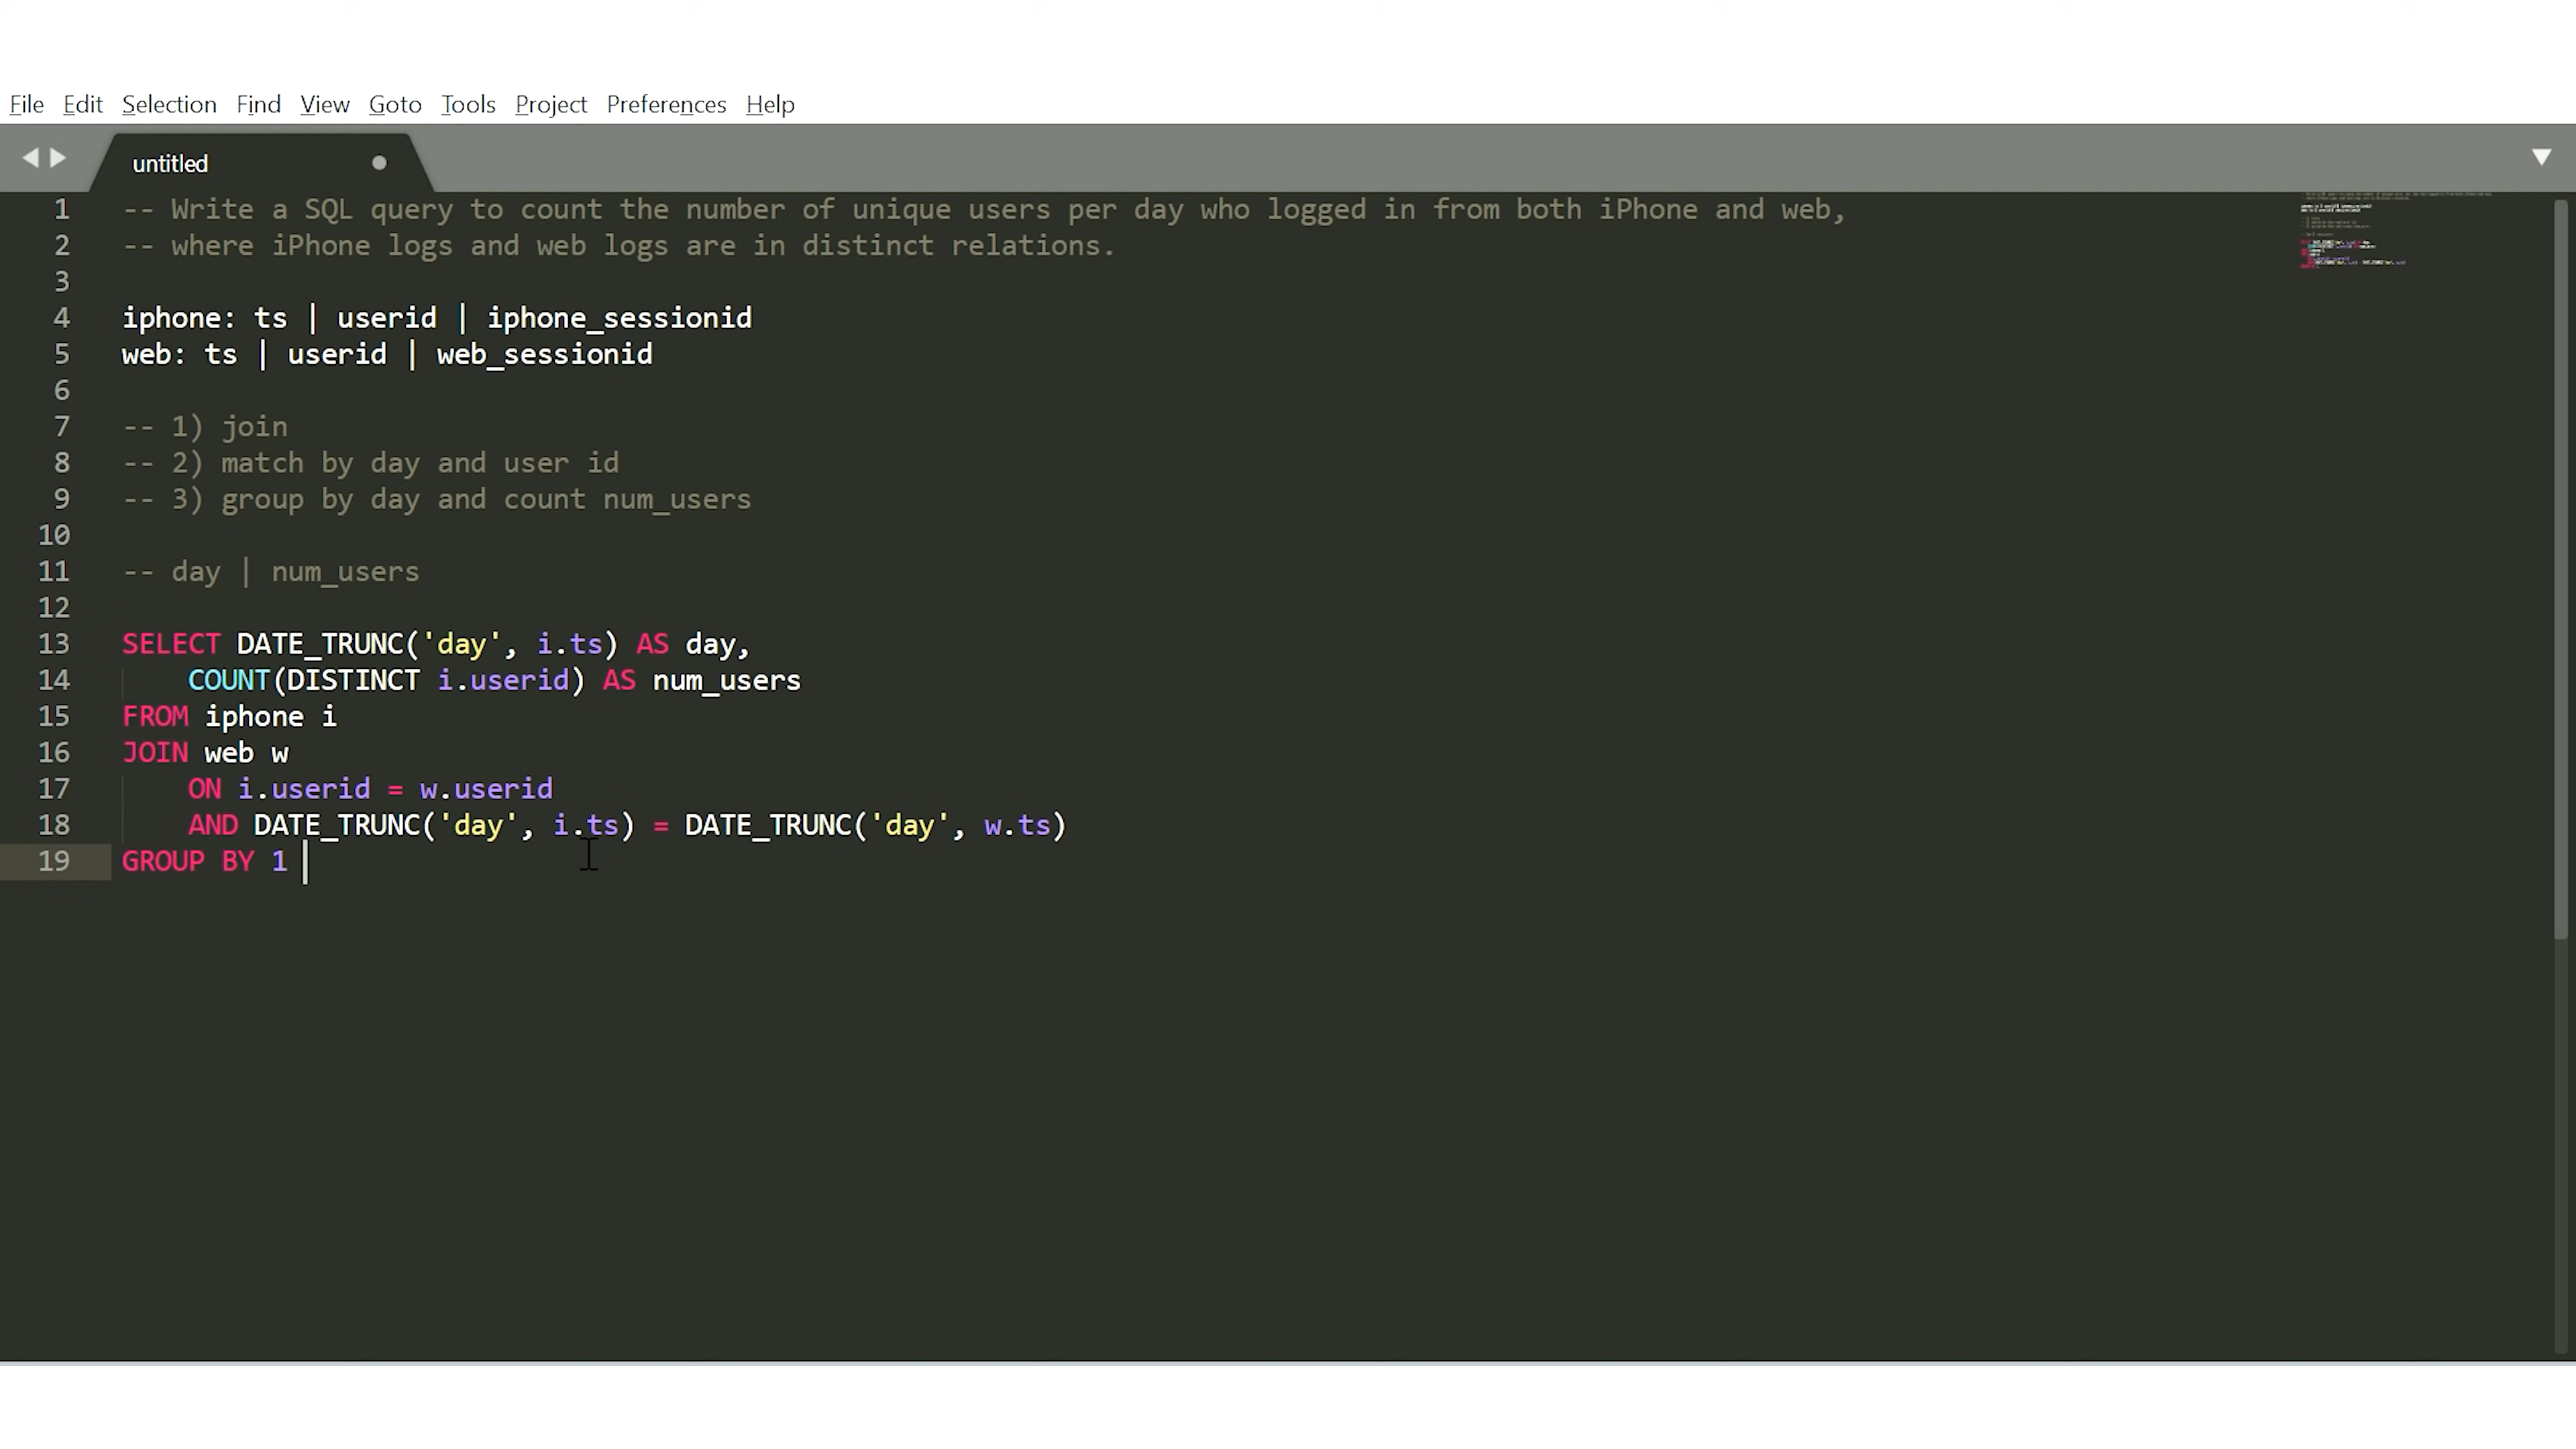 File Edit Selection Find View Goto Tools Project Preferences Help
untitled
1 -- Write a SQL query to count the number of unique users per day who logged in from both iPhone and web,
2 -- where iPhone logs and web logs are in distinct relations.
3
4 iphone: ts | userid | iphone_sessionid
5 web: ts | userid | web_sessionid
6
7 -- 1) join
8 -- 2) match by day and user id
9 -- 3) group by day and count num_users
10
11 -- day | num_users
12
13 SELECT DATE_TRUNC('day', i.ts) AS day,
14 COUNT(DISTINCT i.userid) AS num_users
15 FROM iphone i
16 JOIN web w
17 ON i.userid = w.userid
18 AND DATE_TRUNC('day', i.ts) = DATE_TRUNC('day', w.ts)
19 GROUP BY 1